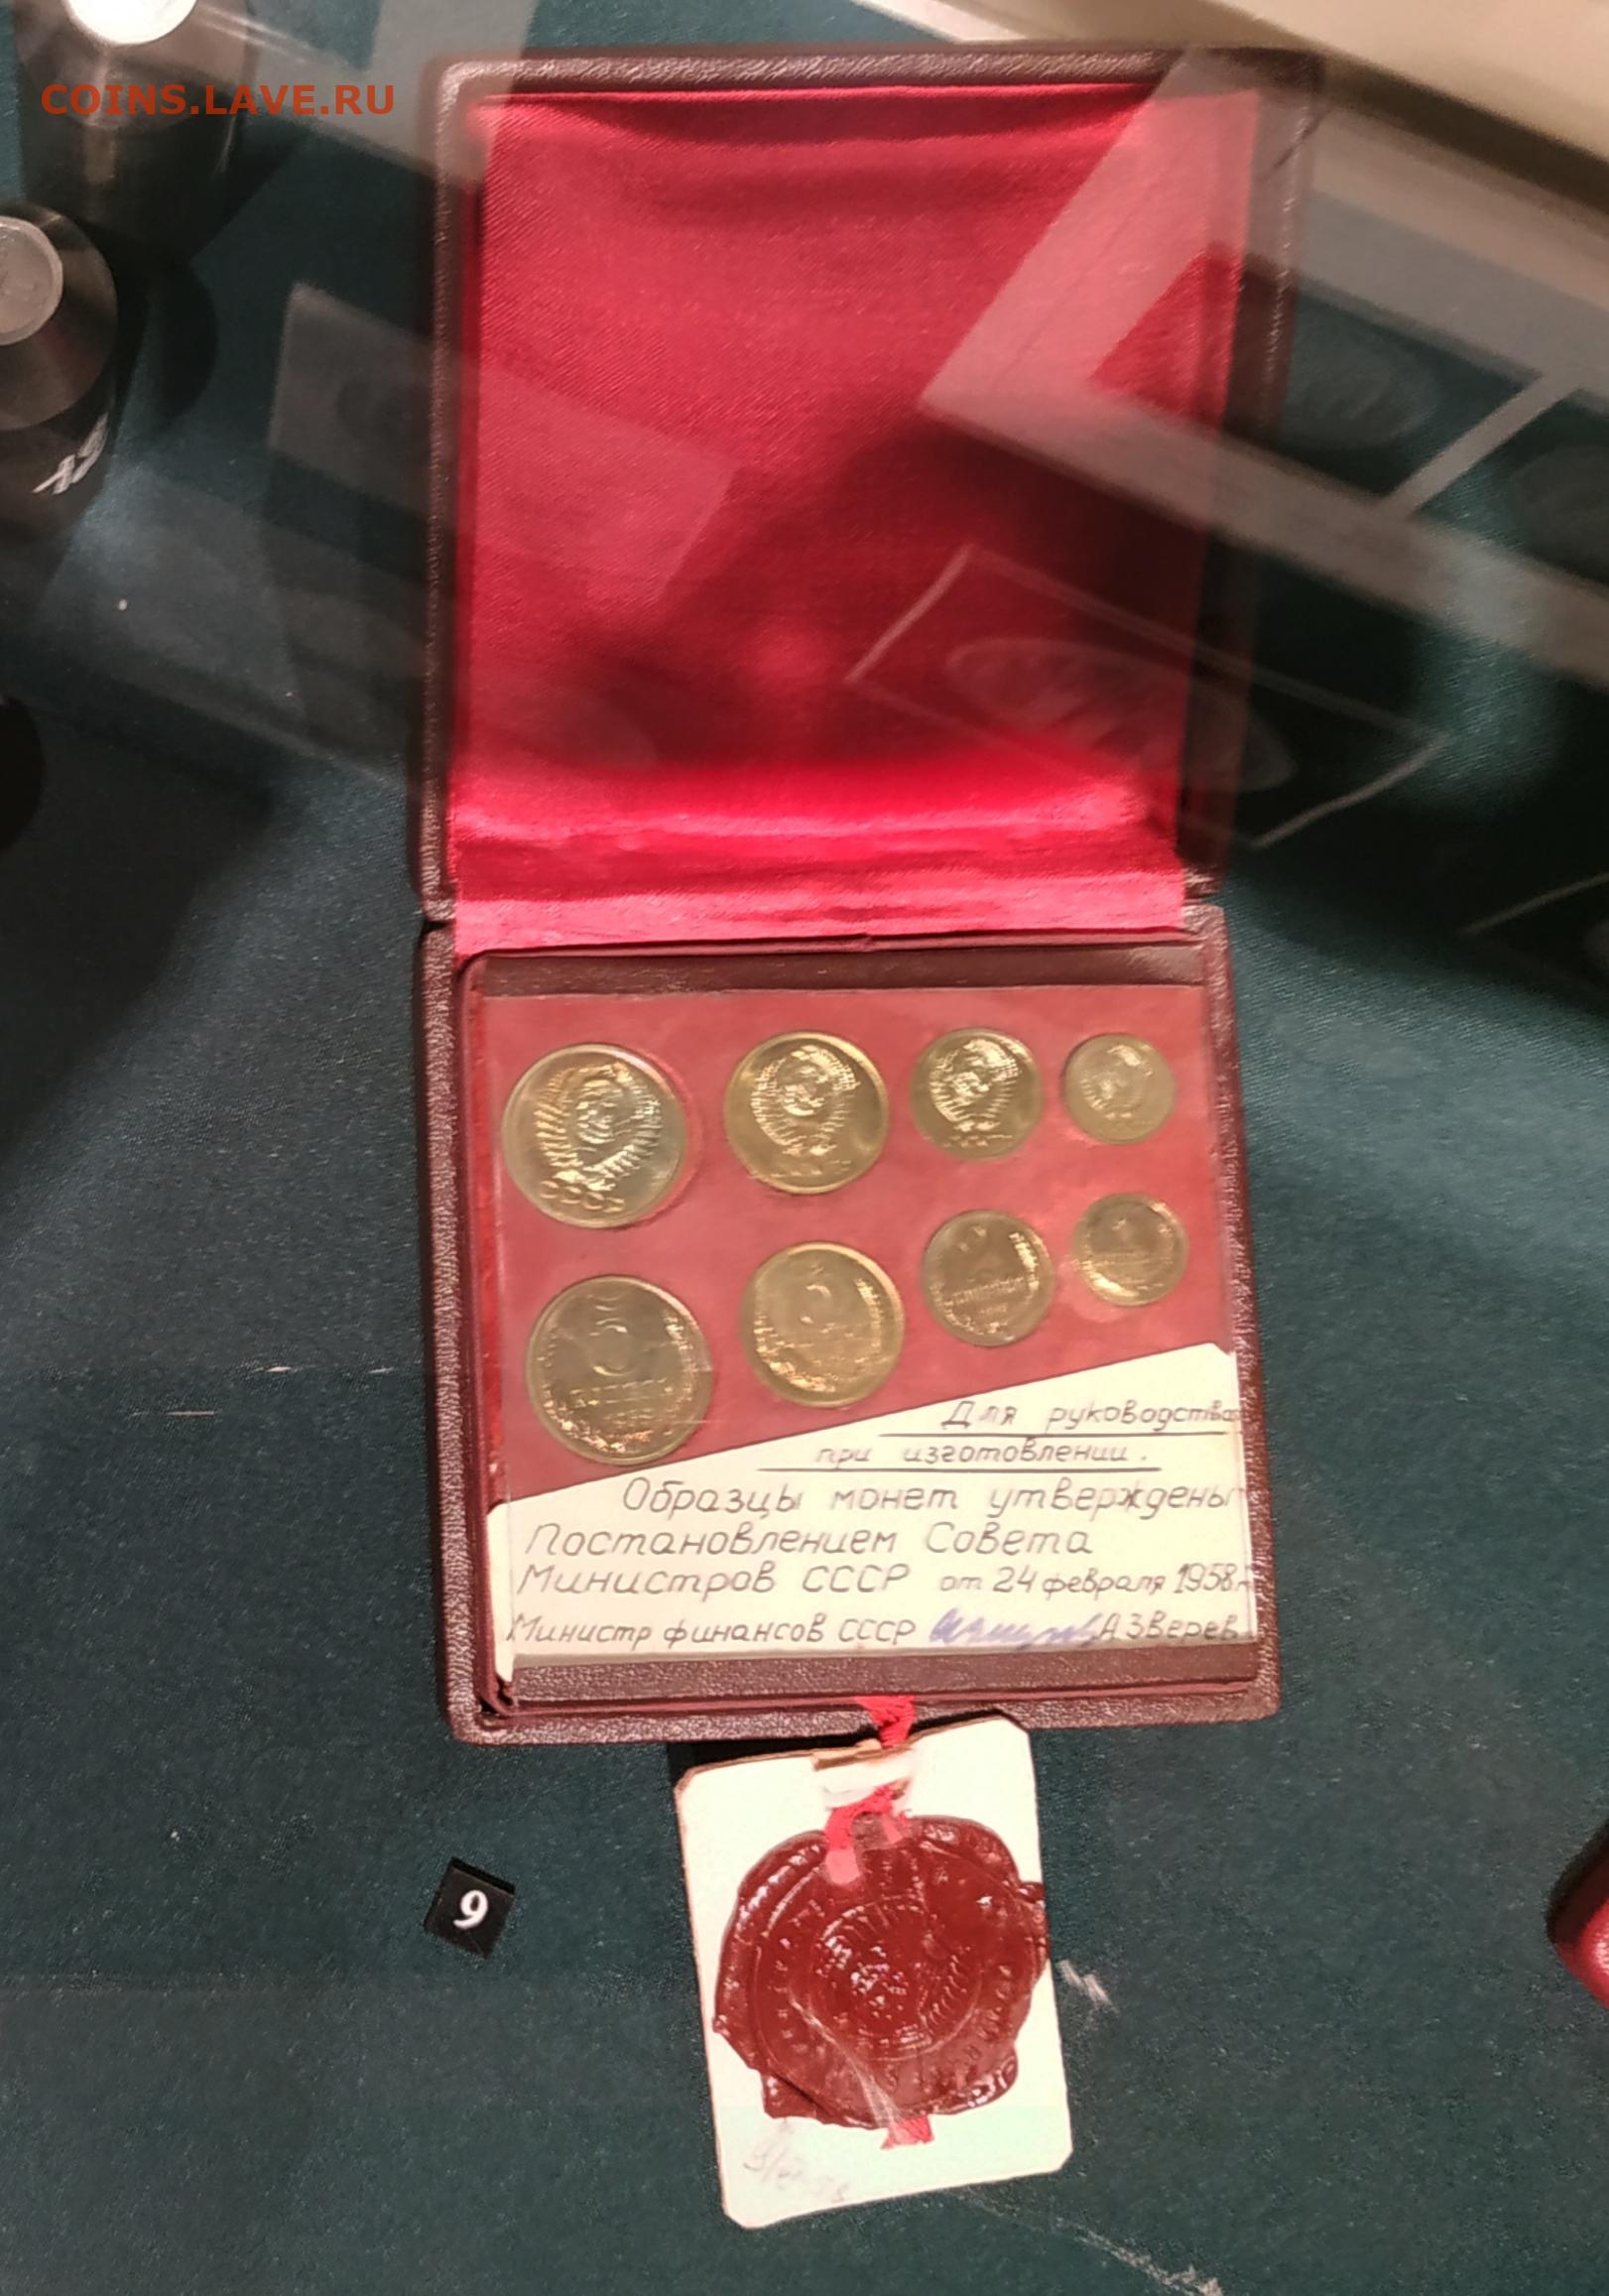 COINS.LAVE.RU
Для руководства
при изготовлении.
Образцы монет утверждены
Постановлением Совета
Министров СССР от 24 февраля 1958г
Министр финансов СССР А Зверев
9